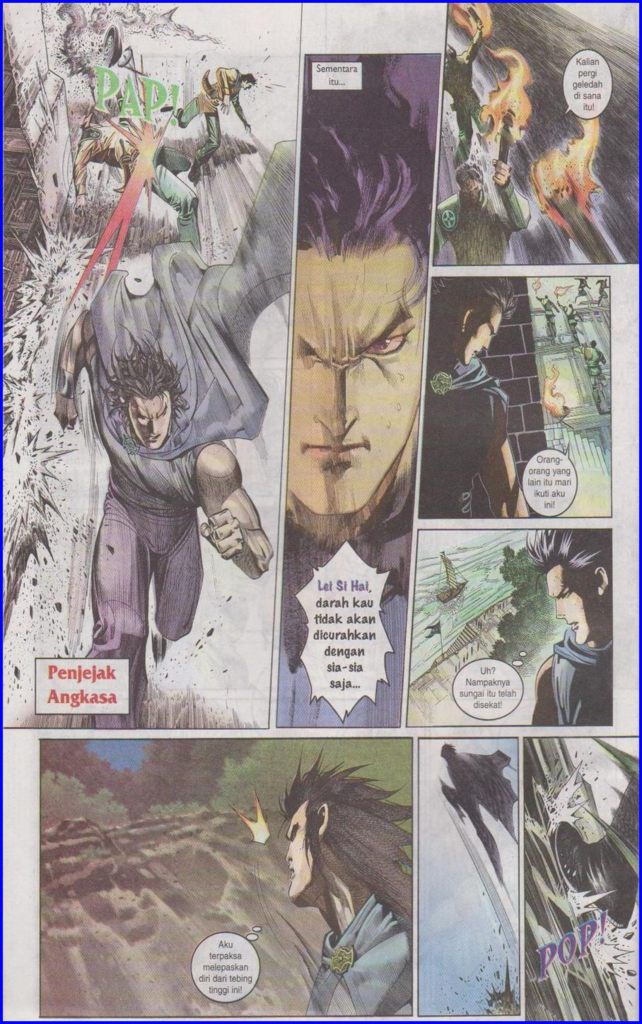 PAP!
Penjejak
Angkasa
Sementara
itu...
Lei Si Hai,
darah kau
tidak akan
dicurahkan
dengan
sia-sia
saja...
Kalian
pergi
geledah
di sana
itu!
Orang-
orang yang
lain itu mari
ikuti aku
ini!
Uh?
Nampaknya
sungai itu telah
disekat!
Aku
terpaksa
melepaskan
diri dari tebing
tinggi ini!
POP!